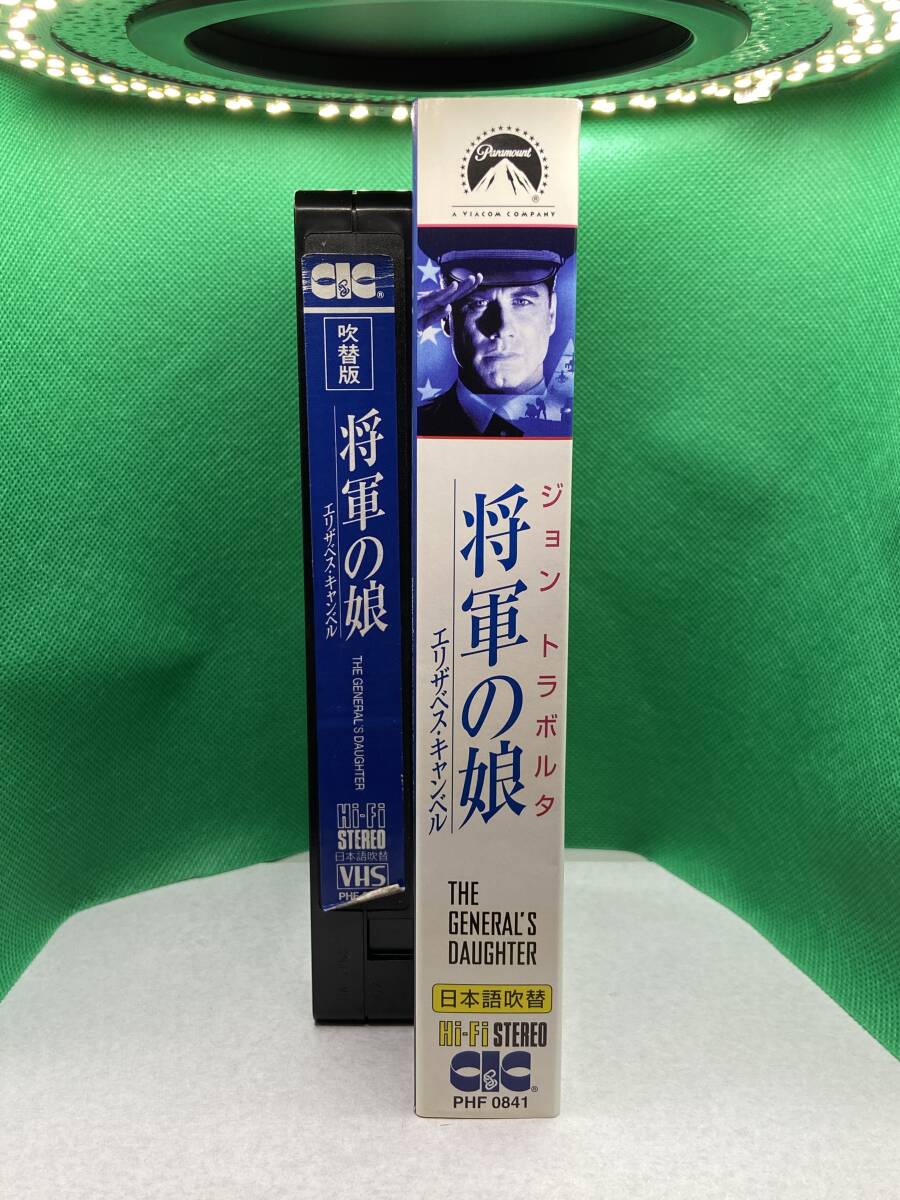 CIC
®
吹替版
将軍の娘
エリザベス・キャンベル
THE GENERAL'S DAUGHTER
Hi-Fi
STEREO
日本語吹替
VHS
Paramount
®
A VIACOM COMPANY
ジョン トラボルタ
将軍の娘
エリザベス・キャンベル
THE
GENERAL'S
DAUGHTER
日本語吹替
Hi-Fi STEREO
CIC
®
PHF 0841